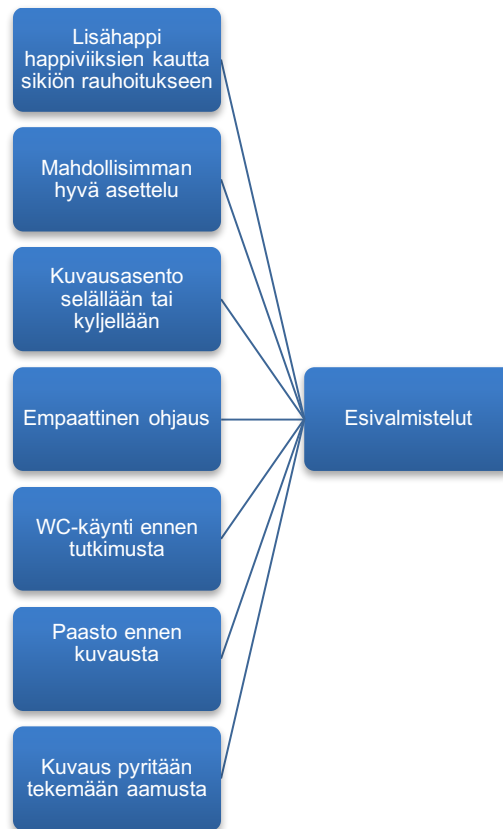 Lisähappi
happiviiksien kautta
sikiön rauhoitukseen
Mahdollisimman
hyvä asettelu
Kuvausasento
selällään tai
kyljellään
Empaattinen ohjaus
Esivalmistelut
WC-käynti ennen
tutkimusta
Paasto ennen
kuvausta
Kuvaus pyritään
tekemään aamusta